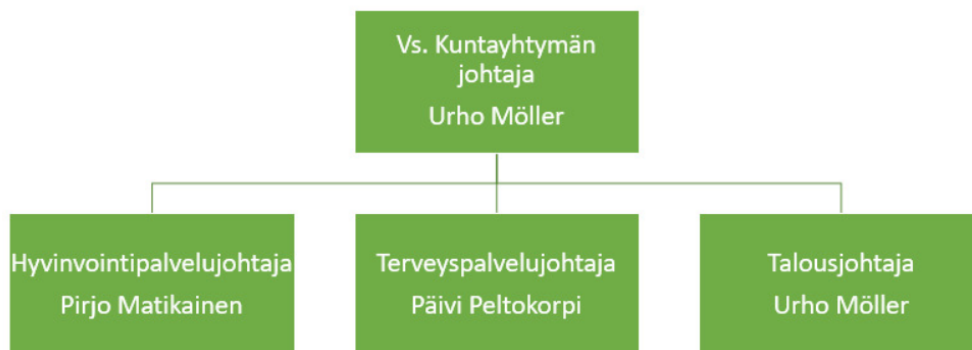 Vs. Kuntayhtymän
johtaja
Urho Möller
Hyvinvointipalvelujohtaja
Pirjo Matikainen
Terveyspalvelujohtaja
Päivi Peltokorpi
Talousjohtaja
Urho Möller